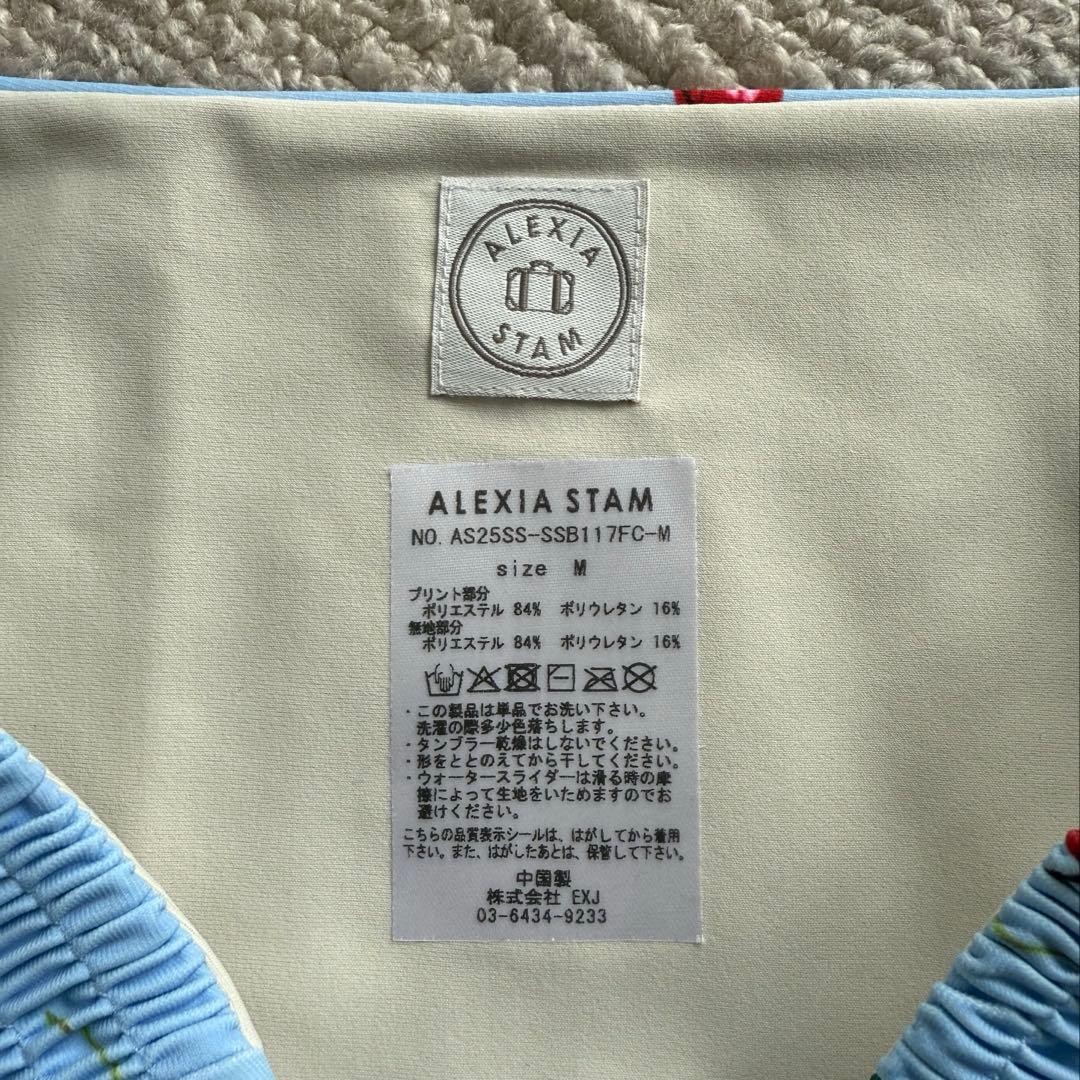 ALEXIA
STAM
ALEXIA STAM
NO. AS25SS-SSB117FC-M
size M
プリント部分
ポリエステル 84% ポリウレタン 16%
無地部分
ポリエステル 84% ポリウレタン 16%
・この製品は単品でお洗い下さい。
洗濯の際多少色落ちします。
・タンブラー乾燥はしないでください。
・形をととのえてから干してください。
・ウォータースライダーは滑る時の摩
擦によって生地をいためますのでお
避けください。
こちらの品質表示シールは、はがしてから着用
下さい。また、はがしたあとは、保管して下さい。
中国製
株式会社 EXJ
03-6434-9233